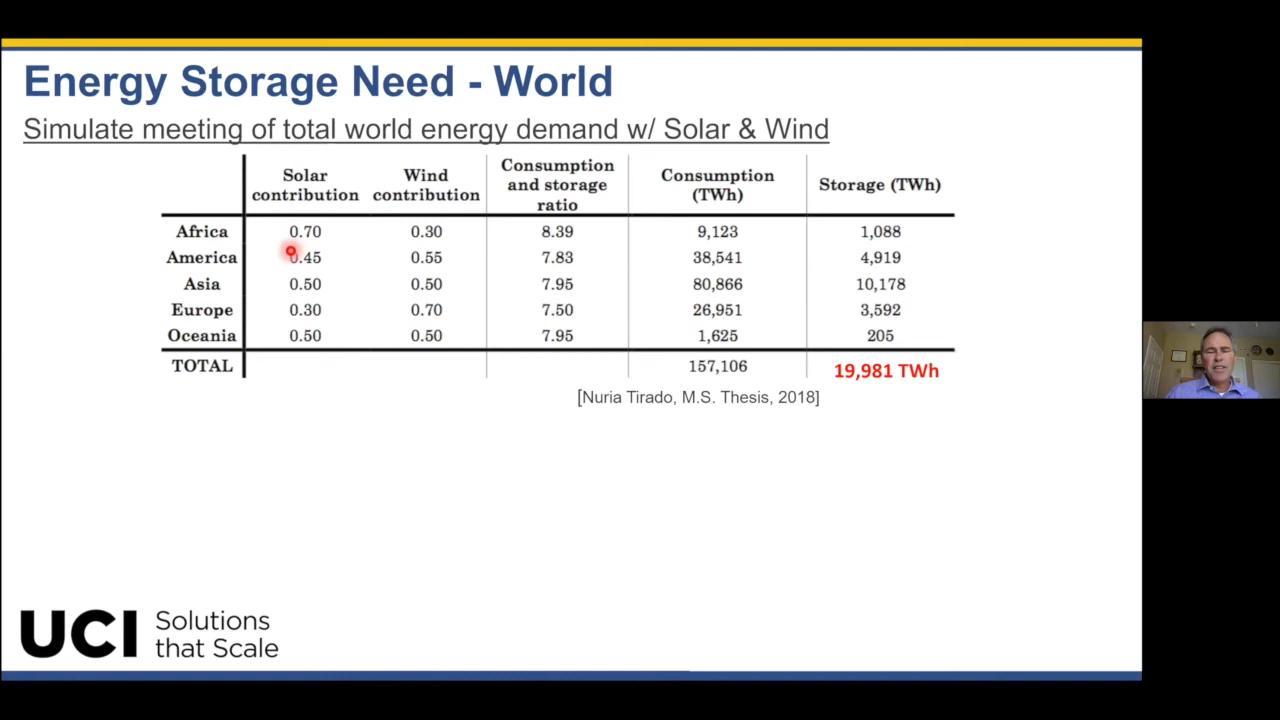 Energy Storage Need - World
Simulate meeting of total world energy demand w/ Solar & Wind
Solar contribution Wind contribution Consumption and storage ratio Consumption (TWh) Storage (TWh)
Africa 0.70 0.30 8.39 9,123 1,088
America 0.45 0.55 7.83 38,541 4,919
Asia 0.50 0.50 7.95 80,866 10,178
Europe 0.30 0.70 7.50 26,951 3,592
Oceania 0.50 0.50 7.95 1,625 205
TOTAL 157,106 19,981 TWh
[Nuria Tirado, M.S. Thesis, 2018]
UCI Solutions
that Scale